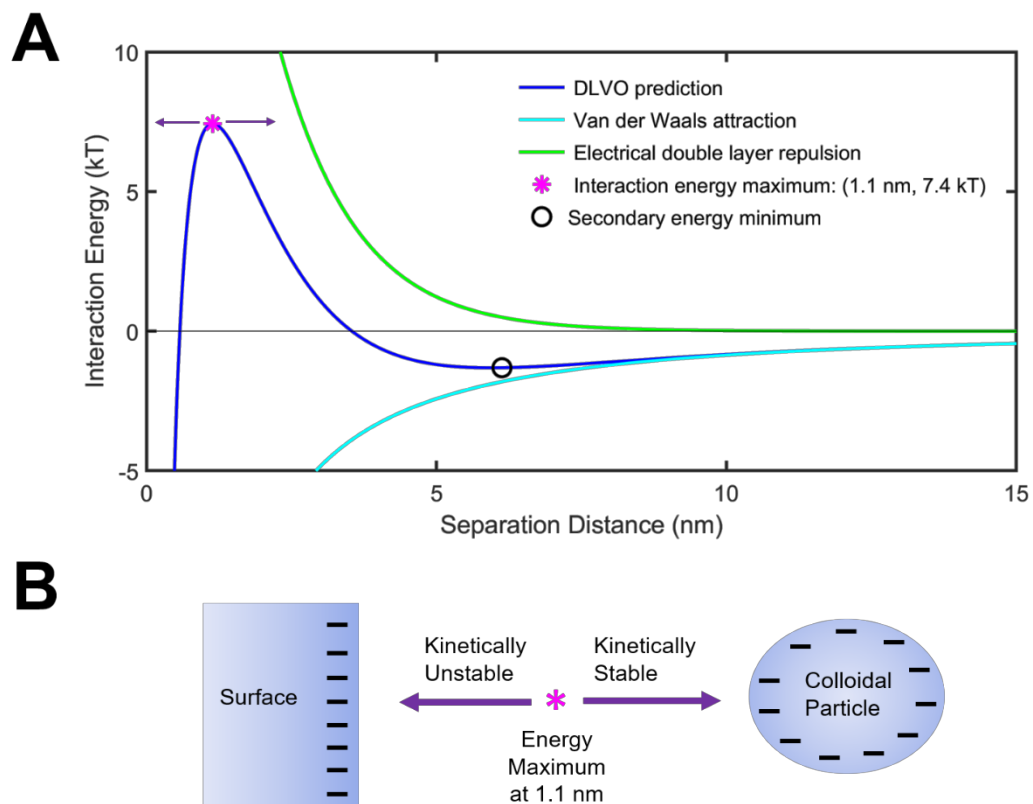 A
10
5
0
-5
0
5
10
15
Interaction Energy (kT)
Separation Distance (nm)
DLVO prediction
Van der Waals attraction
Electrical double layer repulsion
Interaction energy maximum: (1.1 nm, 7.4 kT)
Secondary energy minimum
B
Surface
Kinetically
Unstable
Kinetically
Stable
Energy
Maximum
at 1.1 nm
Colloidal
Particle